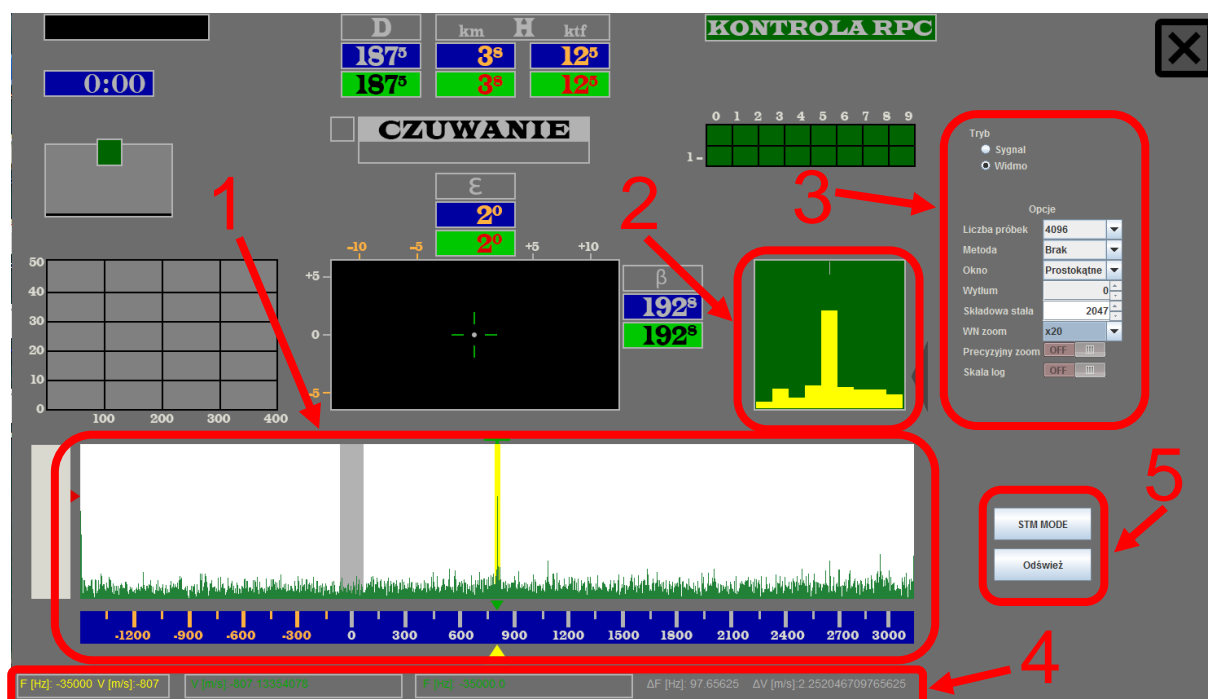 D km H ktf KONTROLA RPC
187⁵ 3⁸ 12⁵
0:00 187⁵ 3⁸ 12⁵
0 1 2 3 4 5 6 7 8 9
CZUWANIE
1 -
Tryb
Sygnal
Widmo
1 2 3
ε
2⁰
2⁰
-10 -5 +5 +10
Opcje
Liczba próbek 4096
Metoda Brak
Okno Prostokątne
Wytłum 0
Składowa stała 2047
WN zoom x20
Precyzyjny zoom OFF
Skala log OFF
+5
0
-5
β
192⁸
192⁸
50
40
30
20
10
0
100 200 300 400
5
STM MODE
Odśwież
-1200 -900 -600 -300 0 300 600 900 1200 1500 1800 2100 2400 2700 3000
4
F [Hz]: -35000 V [m/s]:-807 F [Hz]: -35000.0 ΔF [Hz]: 97.65625 ΔV [m/s]:2.252046709765625